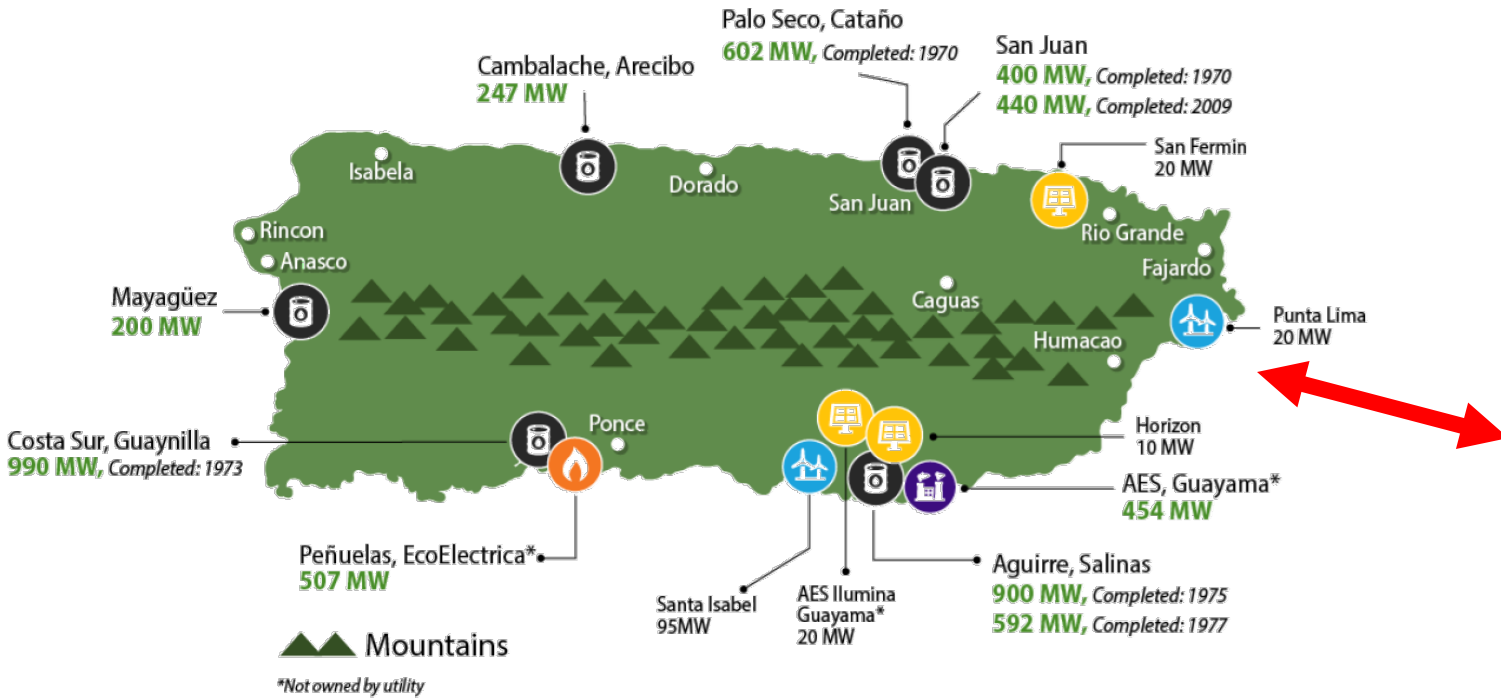 Palo Seco, Cataño
602 MW, Completed: 1970
San Juan
400 MW, Completed: 1970
440 MW, Completed: 2009
Cambalache, Arecibo
247 MW
San Fermin
20 MW
Isabela
Dorado
San Juan
Rio Grande
Rincon
Anasco
Fajardo
Mayagüez
200 MW
Caguas
Punta Lima
20 MW
Humacao
Ponce
Costa Sur, Guaynilla
990 MW, Completed: 1973
Horizon
10 MW
AES, Guayama*
454 MW
Peñuelas, EcoElectrica*
507 MW
Santa Isabel
95MW
AES Ilumina
Guayama*
20 MW
Aguirre, Salinas
900 MW, Completed: 1975
592 MW, Completed: 1977
Mountains
*Not owned by utility